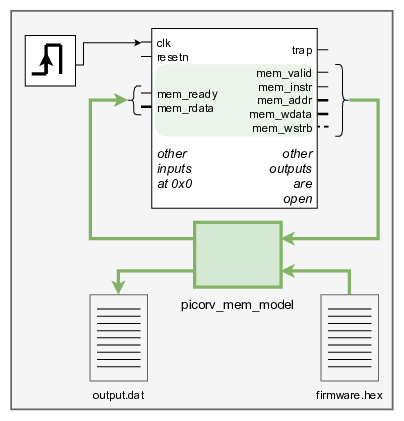 clk
resetn
trap
mem_valid
mem_instr
mem_ready
mem_addr
mem_rdata
mem_wdata
mem_wstrb
other
inputs
at 0x0
other
outputs
are
open
picorv_mem_model
output.dat
firmware.hex